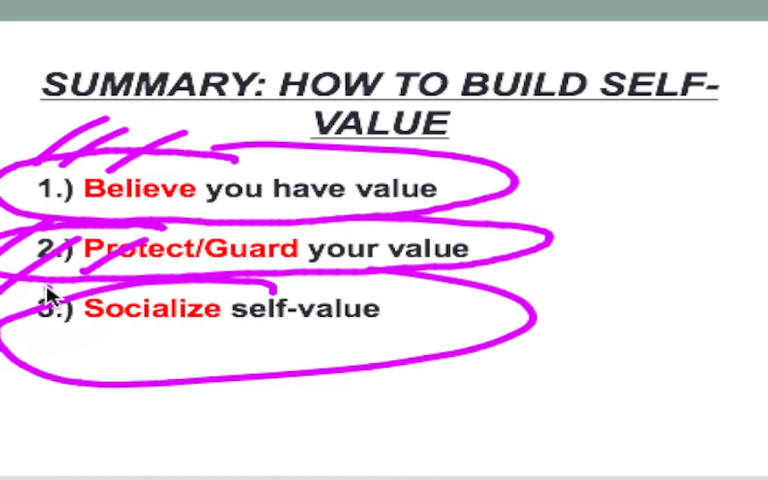 SUMMARY: HOW TO BUILD SELF-
VALUE
1.) Believe you have value
2.) Protect/Guard your value
3.) Socialize self-value